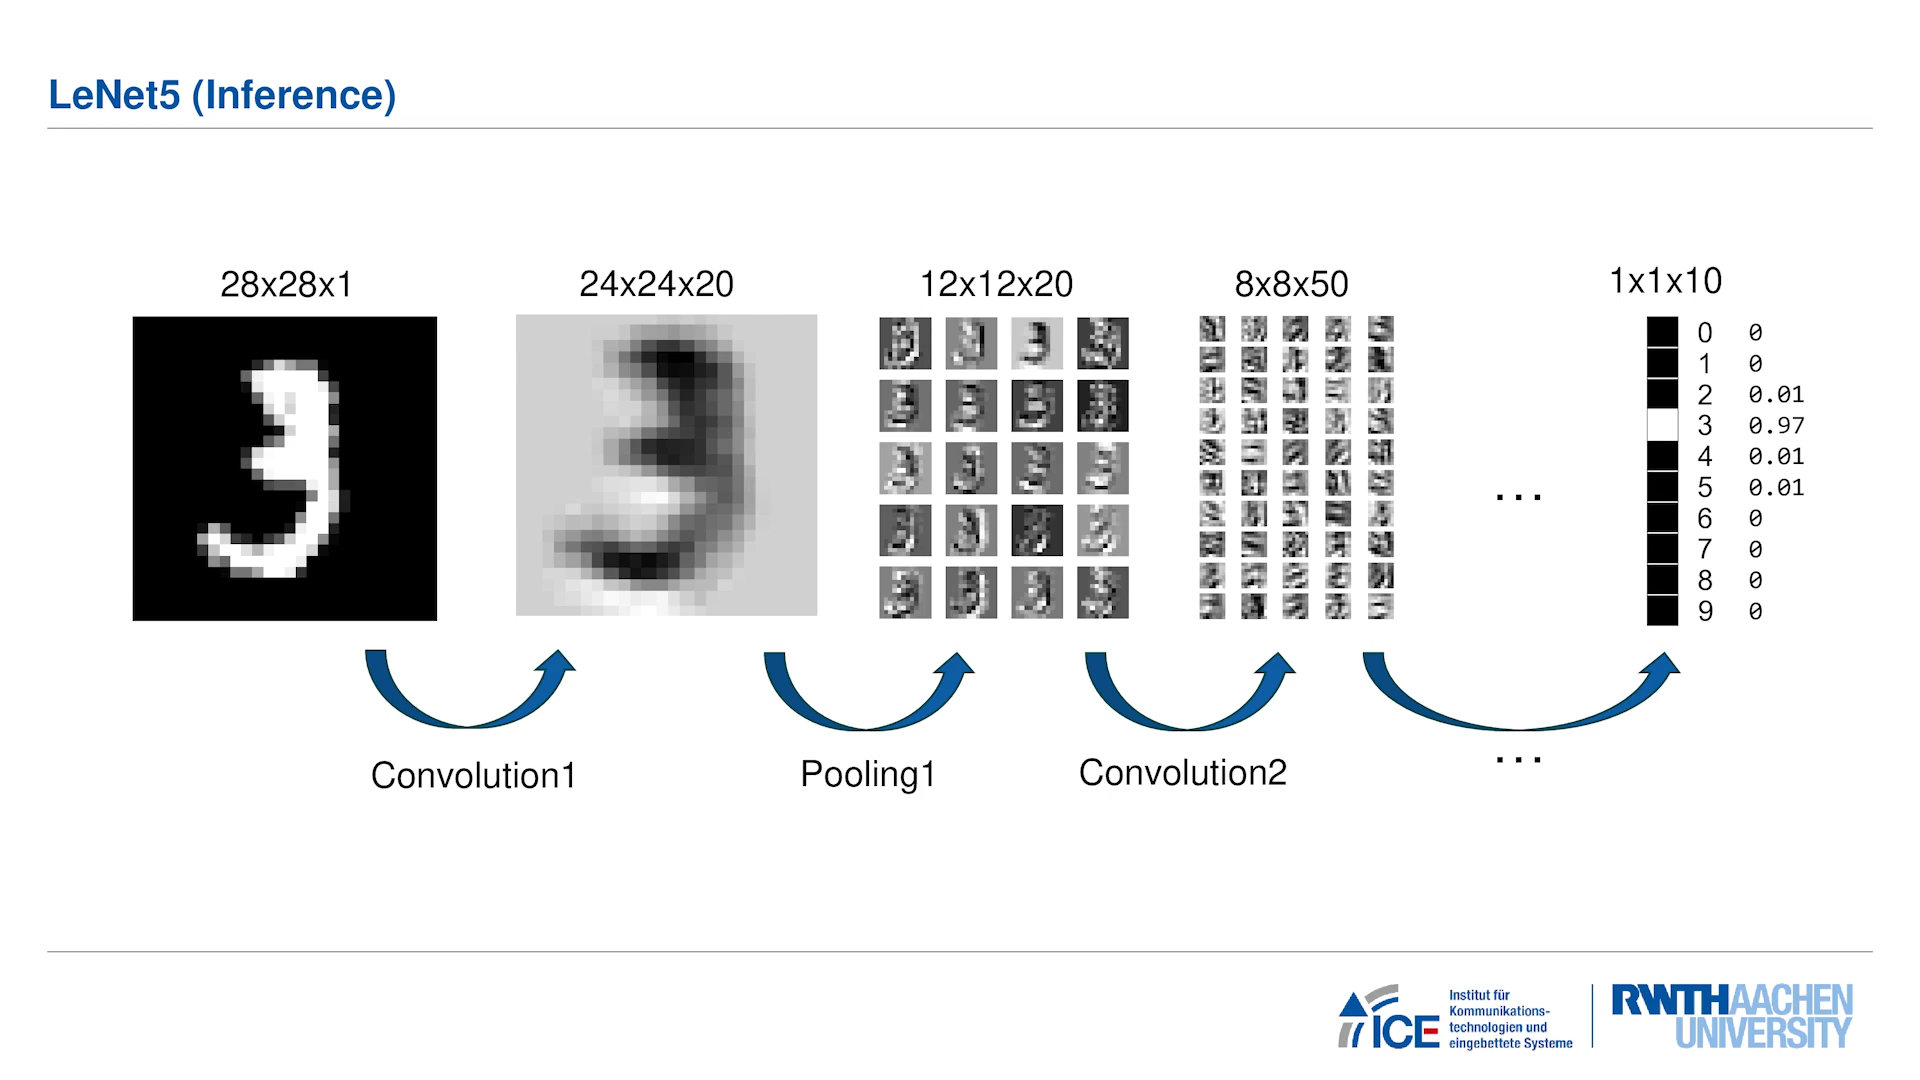 LeNet5 (Inference)
28x28x1
24x24x20
12x12x20
8x8x50
1x1x10
0 0
1 0
2 0.01
3 0.97
4 0.01
5 0.01
6 0
7 0
8 0
9 0
...
Convolution1
Pooling1
Convolution2
...
ICE
Institut für
Kommunikations-
technologien und
eingebettete Systeme
RWTHAACHEN
UNIVERSITY